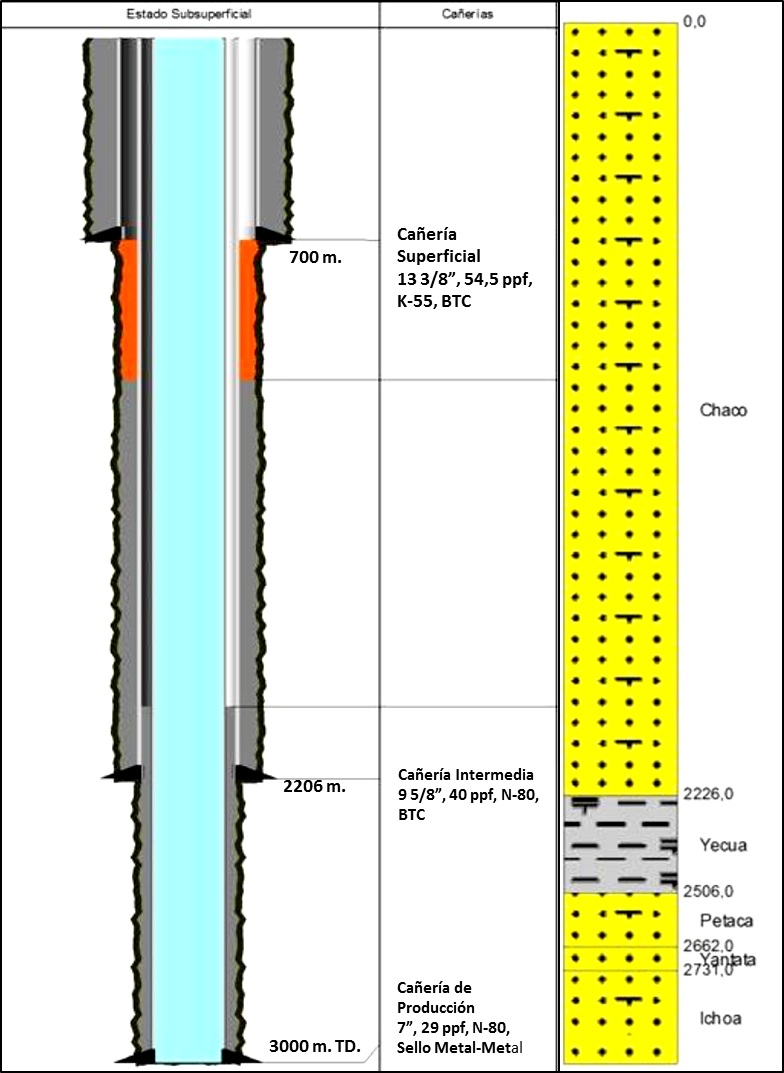 Estado Subsuperficial
Cañerías
0,0
Cañería
Superficial
13 3/8”, 54,5 ppf,
K-55, BTC
700 m.
Chaco
Cañería Intermedia
9 5/8”, 40 ppf, N-80,
BTC
2206 m.
2226,0
Yecua
2506,0
Petaca
2662,0
Yantata
2731,0
Cañería de
Producción
7”, 29 ppf, N-80,
Sello Metal-Metal
Ichoa
3000 m. TD.